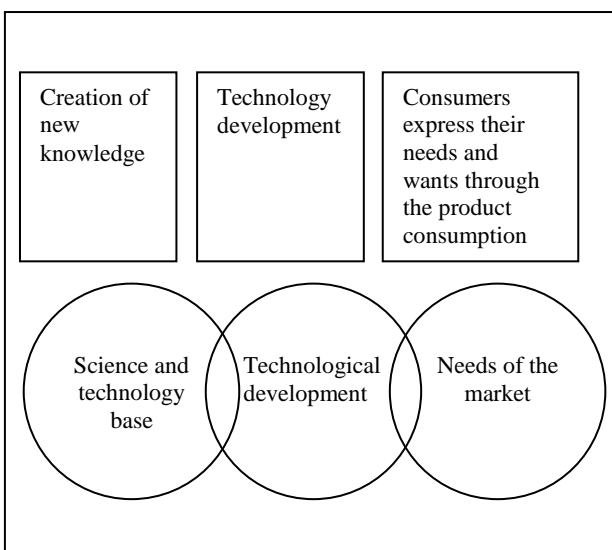 Creation of
new
knowledge
Technology
development
Consumers
express their
needs and
wants through
the product
consumption
Science and
technology
base
Technological
development
Needs of the
market